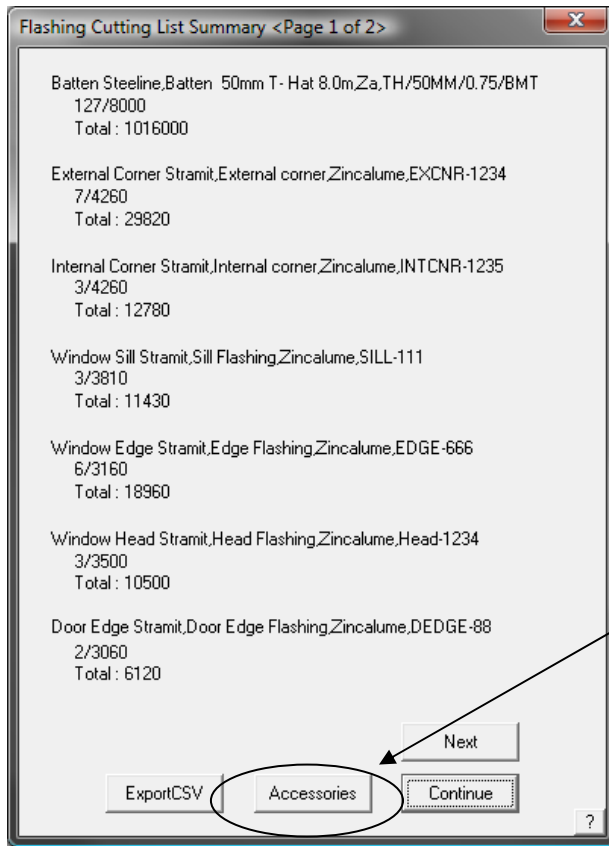 Flashing Cutting List Summary <Page 1 of 2>
Batten Steeline,Batten 50mm T- Hat 8.0m,Za,TH/50MM/0.75/BMT
127/8000
Total : 1016000
External Corner Stramit,External corner,Zincalume,EXCNR-1234
7/4260
Total : 29820
Internal Corner Stramit,Internal corner,Zincalume,INTCNR-1235
3/4260
Total : 12780
Window Sill Stramit,Sill Flashing,Zincalume,SILL-111
3/3810
Total : 11430
Window Edge Stramit,Edge Flashing,Zincalume,EDGE-666
6/3160
Total : 18960
Window Head Stramit,Head Flashing,Zincalume,Head-1234
3/3500
Total : 10500
Door Edge Stramit,Door Edge Flashing,Zincalume,DEDGE-88
2/3060
Total : 6120
Next
ExportCSV Accessories Continue
?